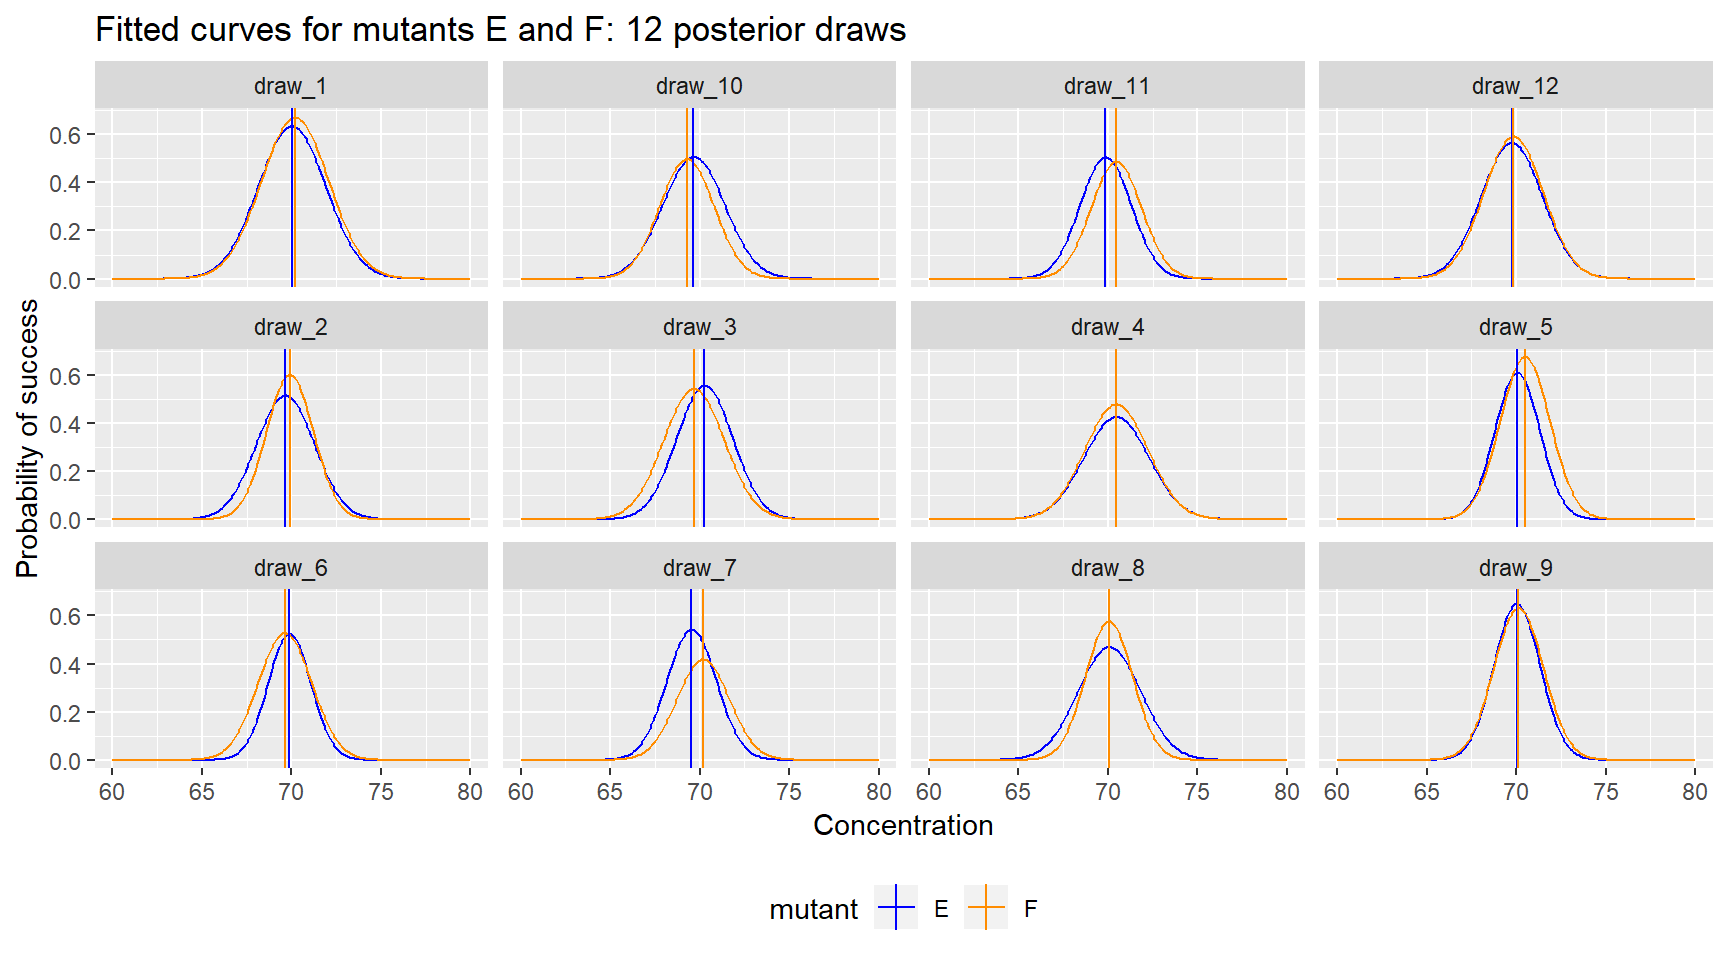 Fitted curves for mutants E and F: 12 posterior draws
draw_1 draw_10 draw_11 draw_12
0.6
0.4
0.2
0.0
draw_2 draw_3 draw_4 draw_5
0.6
0.4
0.2
0.0
draw_6 draw_7 draw_8 draw_9
0.6
0.4
0.2
0.0
Probability of success
60 65 70 75 80 60 65 70 75 80 60 65 70 75 80 60 65 70 75 80
Concentration
mutant E F